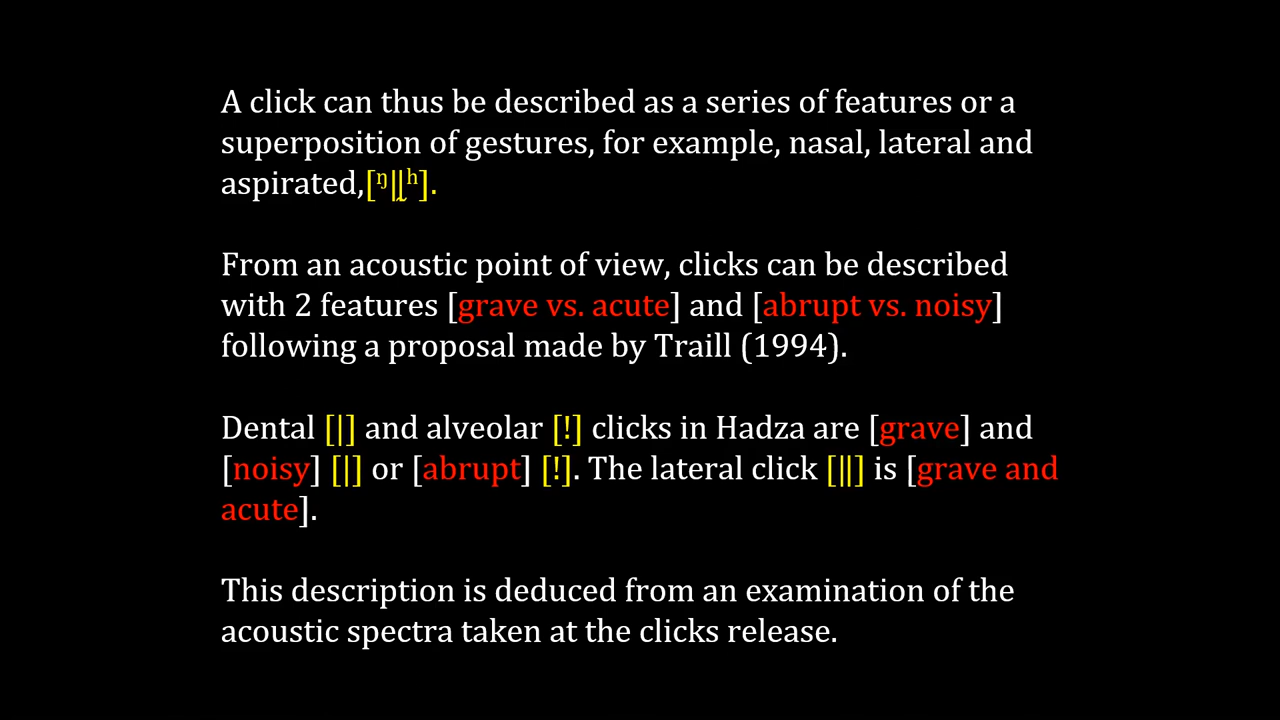 A click can thus be described as a series of features or a
superposition of gestures, for example, nasal, lateral and
aspirated,[ᵑ||̢ʰ].
From an acoustic point of view, clicks can be described
with 2 features [grave vs. acute] and [abrupt vs. noisy]
following a proposal made by Traill (1994).
Dental [|] and alveolar [!] clicks in Hadza are [grave] and
[noisy] [|] or [abrupt] [!]. The lateral click [||] is [grave and
acute].
This description is deduced from an examination of the
acoustic spectra taken at the clicks release.